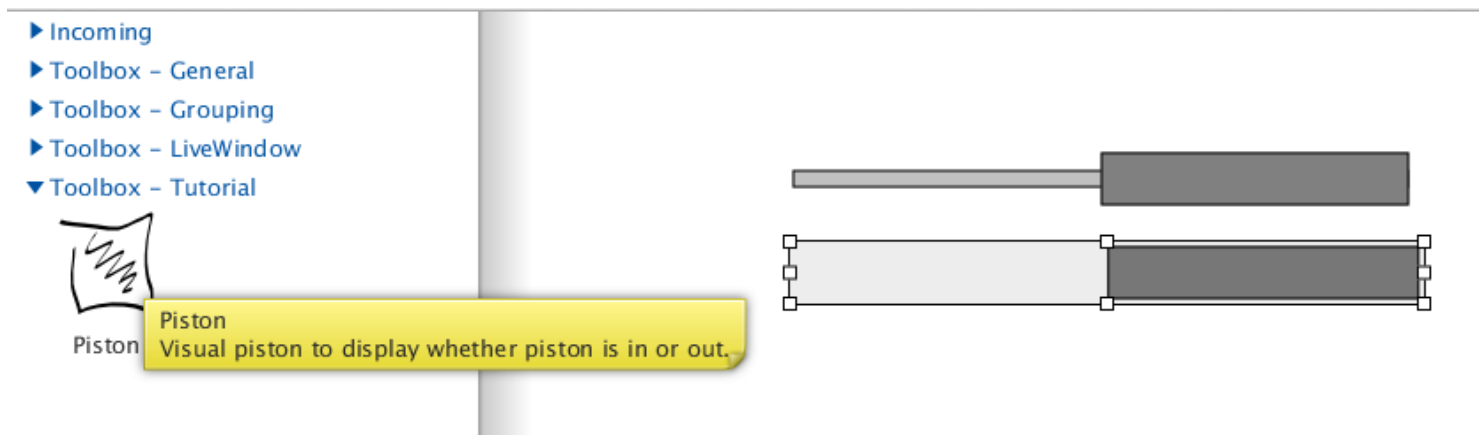 Incoming
Toolbox – General
Toolbox – Grouping
Toolbox – LiveWindow
Toolbox – Tutorial
Piston
Piston
Visual piston to display whether piston is in or out.